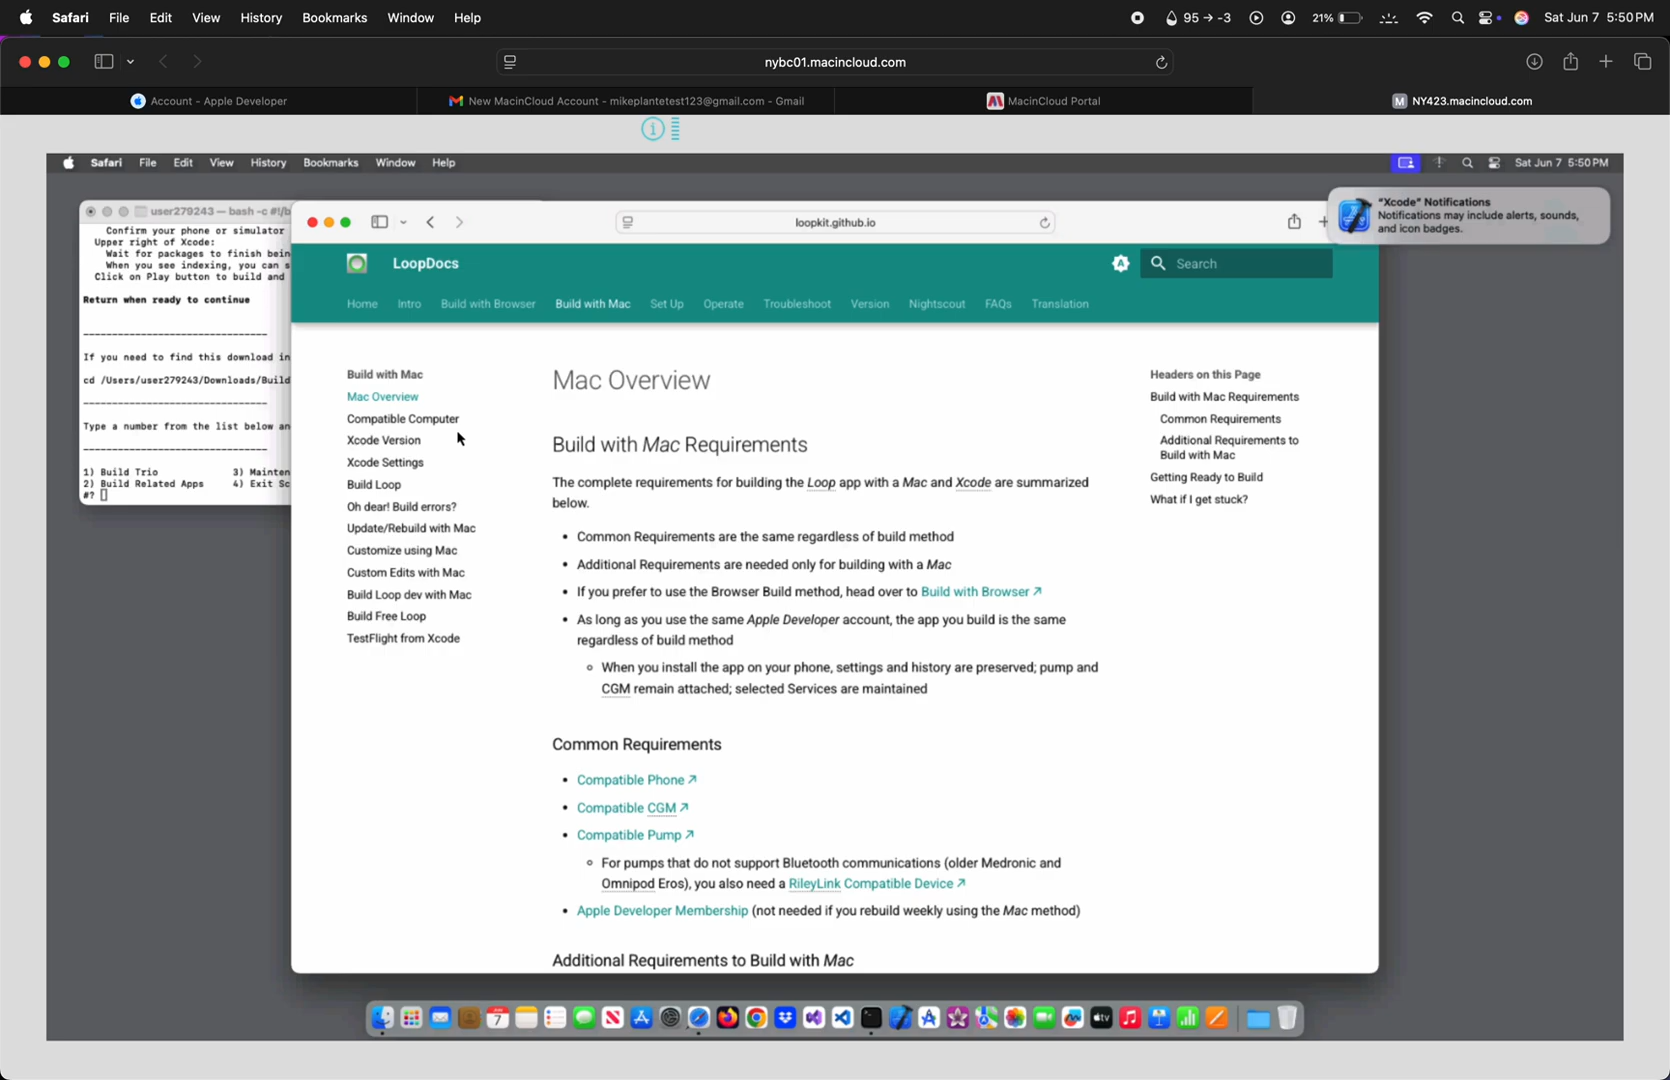 Safari File Edit View History Bookmarks Window Help 95 → -3 21% Sat Jun 7 5:50 PM
nybc01.macincloud.com
Account - Apple Developer
New MacinCloud Account - mikeplantetest123@gmail.com - Gmail
MacinCloud Portal
M NY423.macincloud.com
Safari File Edit View History Bookmarks Window Help Sat Jun 7 5:50 PM
user279243 — bash -c #!/b
Confirm your phone or simulator
Upper right of Xcode:
Wait for packages to finish bein
When you see indexing, you can s
Click on Play button to build and
Return when ready to continue
If you need to find this download in
cd /Users/user279243/Downloads/Build
Type a number from the list below an
1) Build Trio 3) Mainten
2) Build Related Apps 4) Exit Sc
#?
loopkit.github.io
"Xcode" Notifications
Notifications may include alerts, sounds,
and icon badges.
LoopDocs
Search
Home Intro Build with Browser Build with Mac Set Up Operate Troubleshoot Version Nightscout FAQs Translation
Build with Mac
Mac Overview
Compatible Computer
Xcode Version
Xcode Settings
Build Loop
Oh dear! Build errors?
Update/Rebuild with Mac
Customize using Mac
Custom Edits with Mac
Build Loop dev with Mac
Build Free Loop
TestFlight from Xcode
Mac Overview
Build with Mac Requirements
The complete requirements for building the Loop app with a Mac and Xcode are summarized
below.
• Common Requirements are the same regardless of build method
• Additional Requirements are needed only for building with a Mac
• If you prefer to use the Browser Build method, head over to Build with Browser
• As long as you use the same Apple Developer account, the app you build is the same
regardless of build method
When you install the app on your phone, settings and history are preserved; pump and
CGM remain attached; selected Services are maintained
Common Requirements
• Compatible Phone
• Compatible CGM
• Compatible Pump
For pumps that do not support Bluetooth communications (older Medronic and
Omnipod Eros), you also need a RileyLink Compatible Device
• Apple Developer Membership (not needed if you rebuild weekly using the Mac method)
Additional Requirements to Build with Mac
Headers on this Page
Build with Mac Requirements
Common Requirements
Additional Requirements to
Build with Mac
Getting Ready to Build
What if I get stuck?